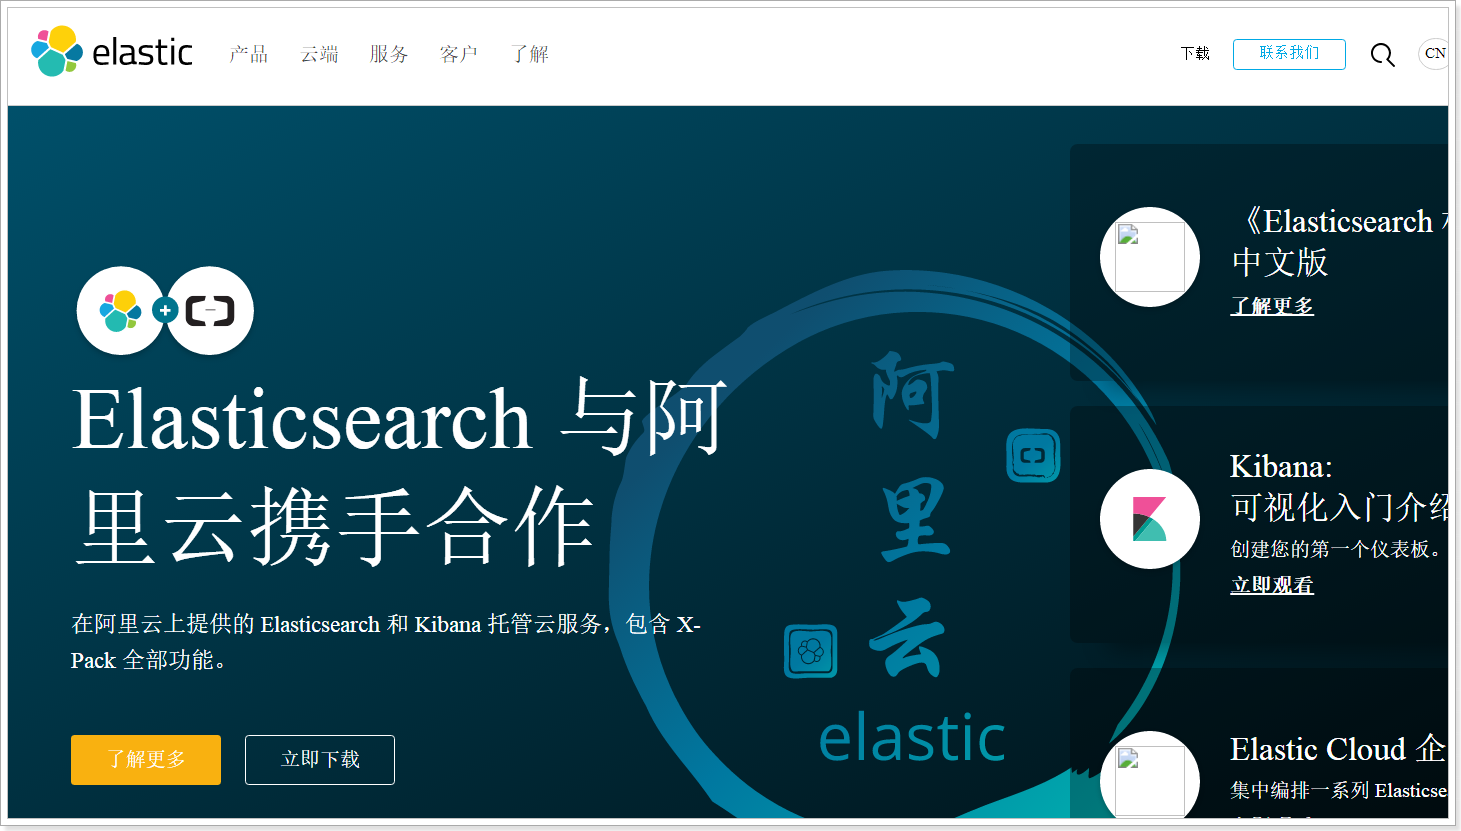 elastic 产品 云端 服务 客户 了解 下载 联系我们 CN
Elasticsearch 与阿
里云携手合作
在阿里云上提供的 Elasticsearch 和 Kibana 托管云服务，包含 X-
Pack 全部功能。
了解更多 立即下载
阿
里
云
elastic
《Elasticsearch
中文版
了解更多
Kibana:
可视化入门介绍
创建您的第一个仪表板。
立即观看
Elastic Cloud 企
集中编排一系列 Elasticse